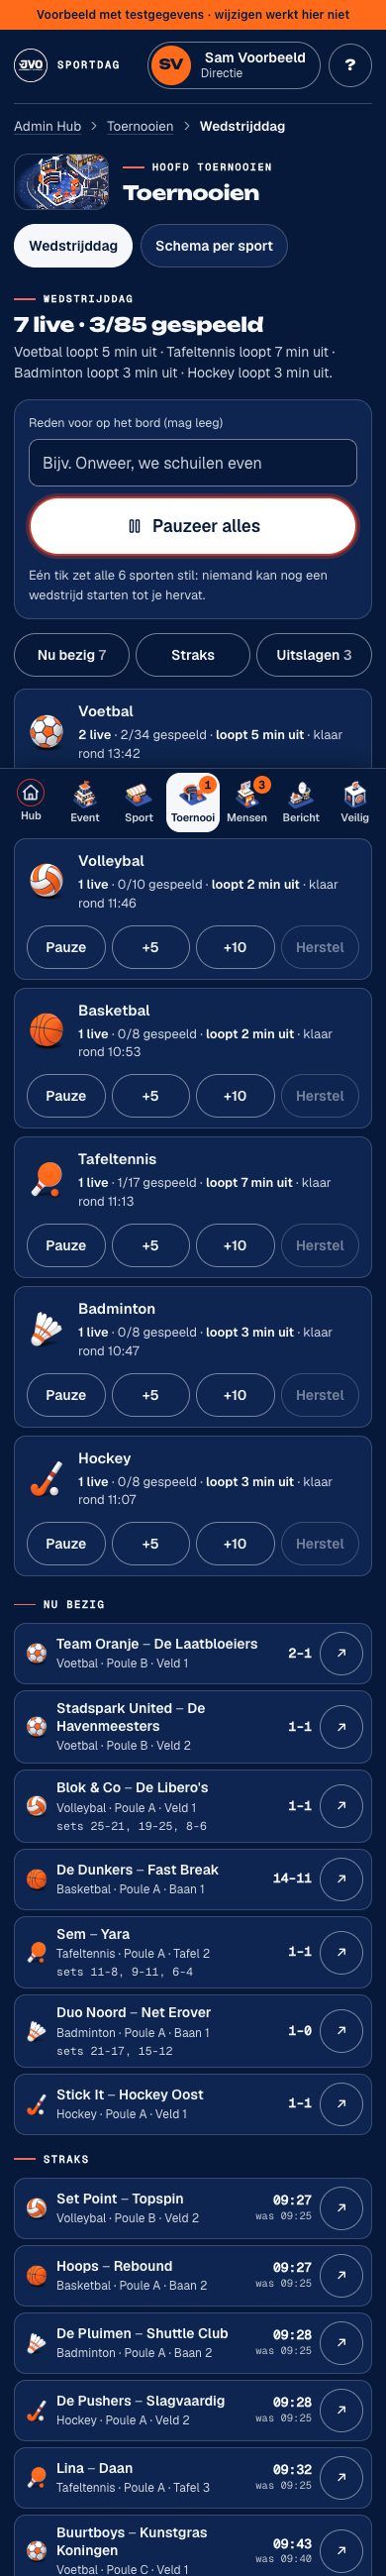 Voorbeeld met testgegevens · wijzigen werkt hier niet
JVO SPORTDAG
SV Sam Voorbeeld
Directie
?
Admin Hub > Toernooien > Wedstrijddag
HOOFD TOERNOOIEN
Toernooien
Wedstrijddag Schema per sport
WEDSTRIJDDAG
7 live · 3/85 gespeeld
Voetbal loopt 5 min uit · Tafeltennis loopt 7 min uit ·
Badminton loopt 3 min uit · Hockey loopt 3 min uit.
Reden voor op het bord (mag leeg)
Bijv. Onweer, we schuilen even
Pauzeer alles
Eén tik zet alle 6 sporten stil: niemand kan nog een
wedstrijd starten tot je hervat.
Nu bezig 7 Straks Uitslagen 3
Voetbal
2 live · 2/34 gespeeld · loopt 5 min uit · klaar
rond 13:42
1 3
Hub Event Sport Toernooi Mensen Bericht Veilig
Volleybal
1 live · 0/10 gespeeld · loopt 2 min uit · klaar
rond 11:46
Pauze +5 +10 Herstel
Basketbal
1 live · 0/8 gespeeld · loopt 2 min uit · klaar
rond 10:53
Pauze +5 +10 Herstel
Tafeltennis
1 live · 1/17 gespeeld · loopt 7 min uit · klaar
rond 11:13
Pauze +5 +10 Herstel
Badminton
1 live · 0/8 gespeeld · loopt 3 min uit · klaar
rond 10:47
Pauze +5 +10 Herstel
Hockey
1 live · 0/8 gespeeld · loopt 3 min uit · klaar
rond 11:07
Pauze +5 +10 Herstel
NU BEZIG
Team Oranje – De Laatbloeiers
Voetbal · Poule B · Veld 1
2–1
Stadspark United – De
Havenmeesters
Voetbal · Poule B · Veld 2
1–1
Blok & Co – De Libero's
Volleybal · Poule A · Veld 1
sets 25-21, 19-25, 8-6
1–1
De Dunkers – Fast Break
Basketbal · Poule A · Baan 1
14–11
Sem – Yara
Tafeltennis · Poule A · Tafel 2
sets 11-8, 9-11, 6-4
1–1
Duo Noord – Net Erover
Badminton · Poule A · Baan 1
sets 21-17, 15-12
1–0
Stick It – Hockey Oost
Hockey · Poule A · Veld 1
1–1
STRAKS
Set Point – Topspin
Volleybal · Poule B · Veld 2
09:27
was 09:25
Hoops – Rebound
Basketbal · Poule A · Baan 2
09:27
was 09:25
De Pluimen – Shuttle Club
Badminton · Poule A · Baan 2
09:28
was 09:25
De Pushers – Slagvaardig
Hockey · Poule A · Veld 2
09:28
was 09:25
Lina – Daan
Tafeltennis · Poule A · Tafel 3
09:32
was 09:25
Buurtboys – Kunstgras
Koningen
Voetbal · Poule C · Veld 1
09:43
was 09:40